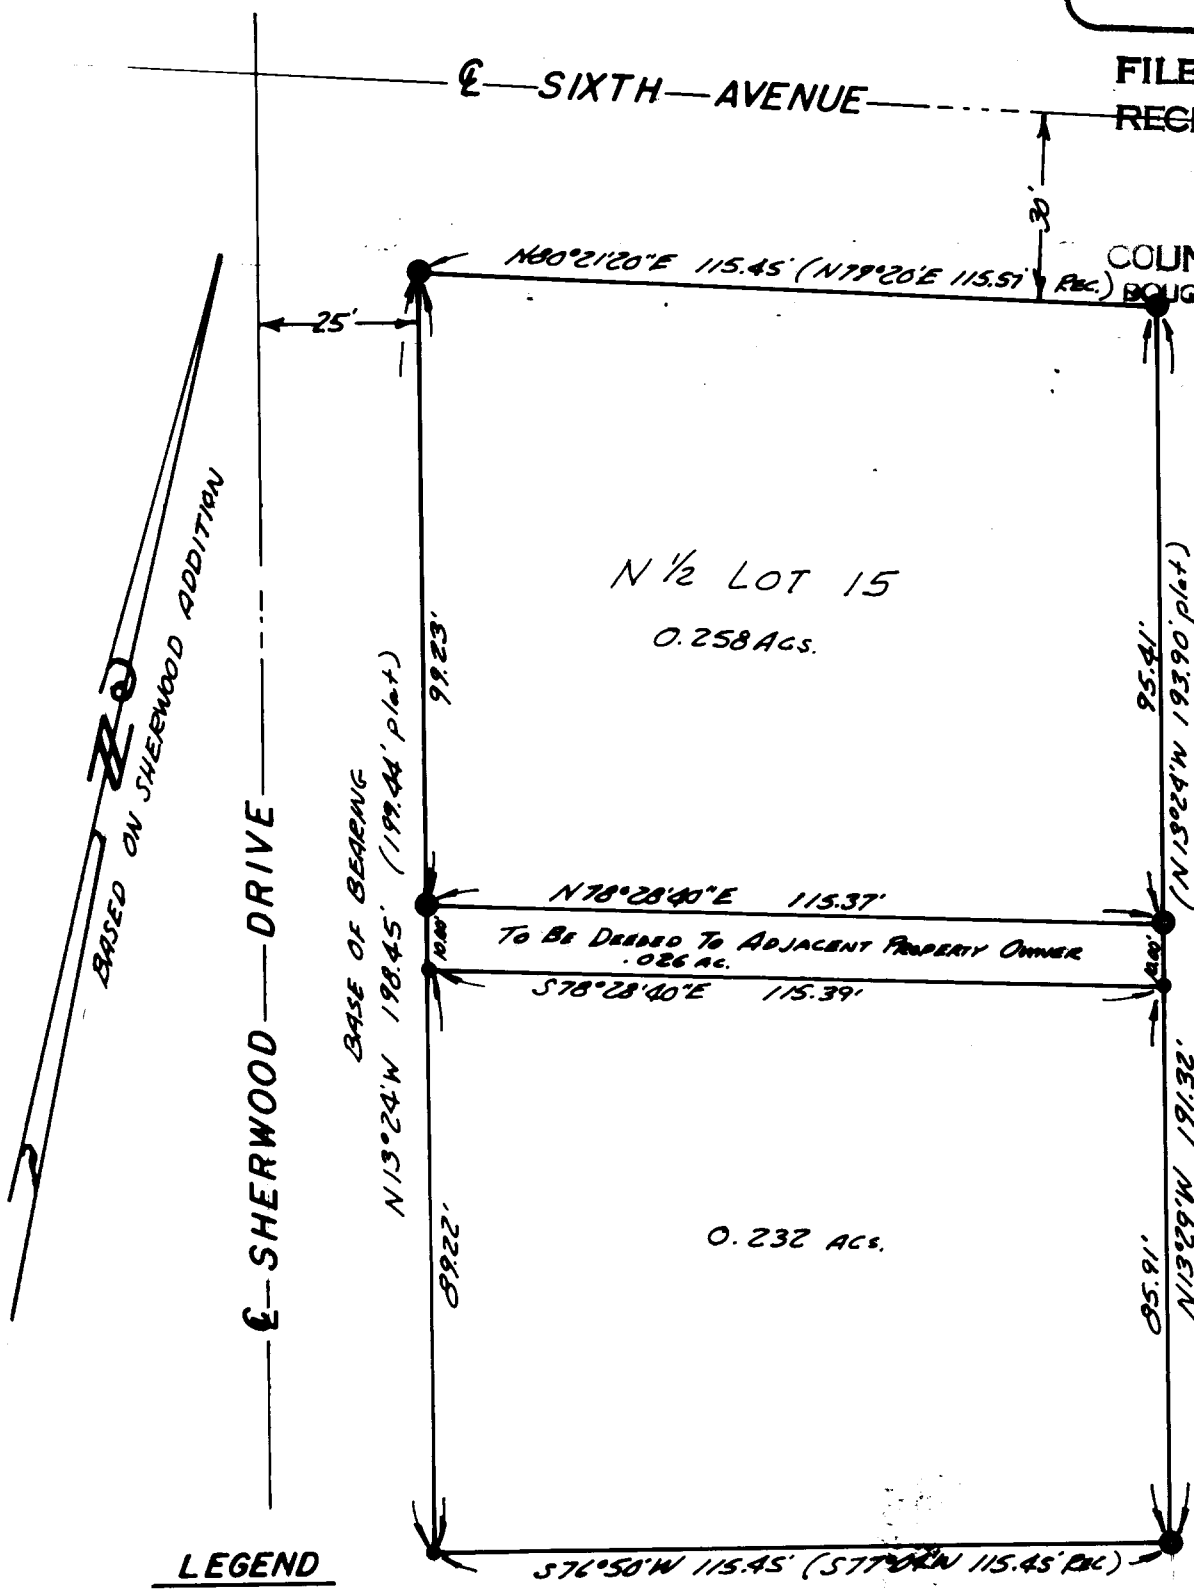 ℄ SIXTH AVENUE
30'
N80°21'20"E 115.45' (N79°20'E 115.51' REC.)
25'
BASED ON SHERWOOD ADDITION
N
℄ SHERWOOD DRIVE
BASE OF BEARING
N13°24'W 198.45' (199.44' plat)
99.23'
N ½ LOT 15
0.258 ACS.
95.41'
(N13°24'W 193.90' plat)
N78°28'40"E 115.37'
10.00'
TO BE DEEDED TO ADJACENT PROPERTY OWNER
.026 AC.
10.00'
S78°28'40"E 115.39'
89.22'
0.232 ACS.
85.91'
N13°29'W 191.32'
S76°50'W 115.45' (S77°04'W 115.45' REC)
LEGEND